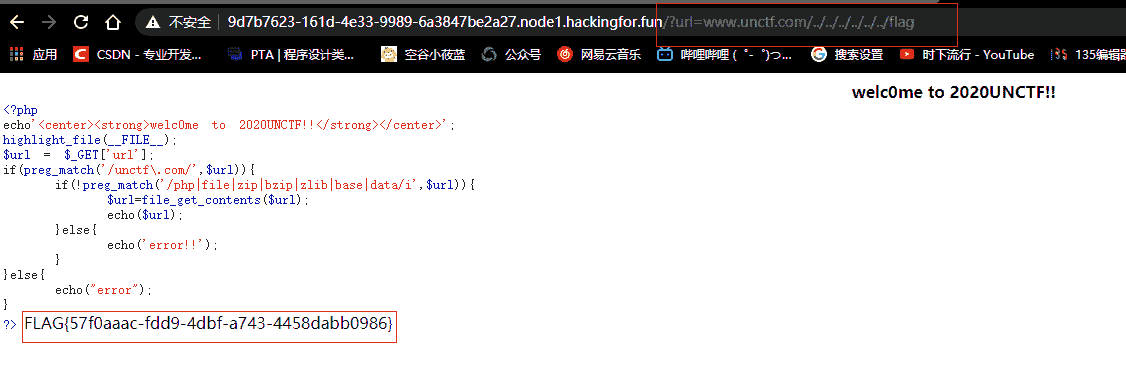 不安全 | 9d7b7623-161d-4e33-9989-6a3847be2a27.node1.hackingfor.fun/?url=www.unctf.com/../../../../../../flag
应用 CSDN - 专业开发... PTA | 程序设计类... 空谷小莜蓝 公众号 网易云音乐 哔哩哔哩 ( ゜- ゜)つ... 搜索设置 时下流行 - YouTube 135编辑器
welc0me to 2020UNCTF!!
<?php
echo'<center><strong>welc0me to 2020UNCTF!!</strong></center>';
highlight_file(__FILE__);
$url = $_GET['url'];
if(preg_match('/unctf\.com/',$url)){
if(!preg_match('/php|file|zip|bzip|zlib|base|data/i',$url)){
$url=file_get_contents($url);
echo($url);
}else{
echo('error!!');
}
}else{
echo("error");
}
?> FLAG{57f0aaac-fdd9-4dbf-a743-4458dabb0986}